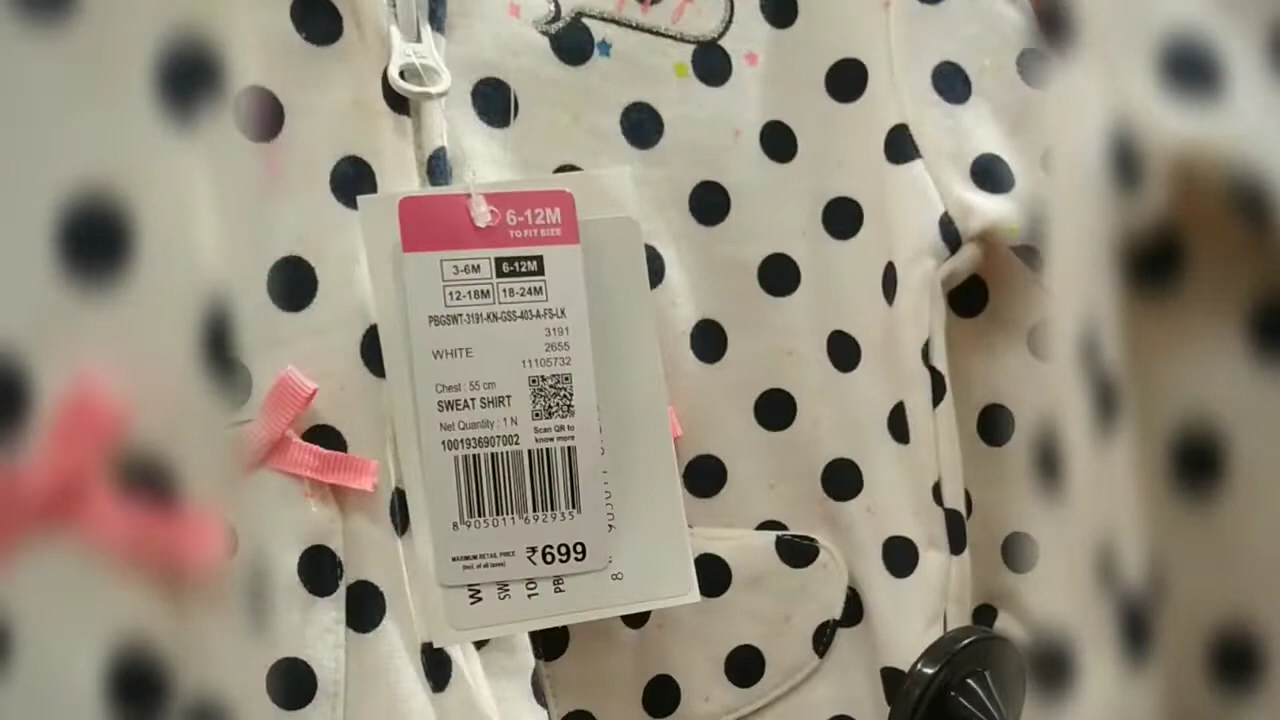 6-12M
TO FIT SIZE
3-6M 6-12M
12-18M 18-24M
PBGSWT-3191-KN-GSS-403-A-FS-LK
3191
WHITE 2655
11105732
Chest : 55 cm
SWEAT SHIRT
Net Quantity : 1 N
Scan QR to
know more
1001936907002
8 905011 692935
MAXIMUM RETAIL PRICE
(Incl. of all taxes)
₹699